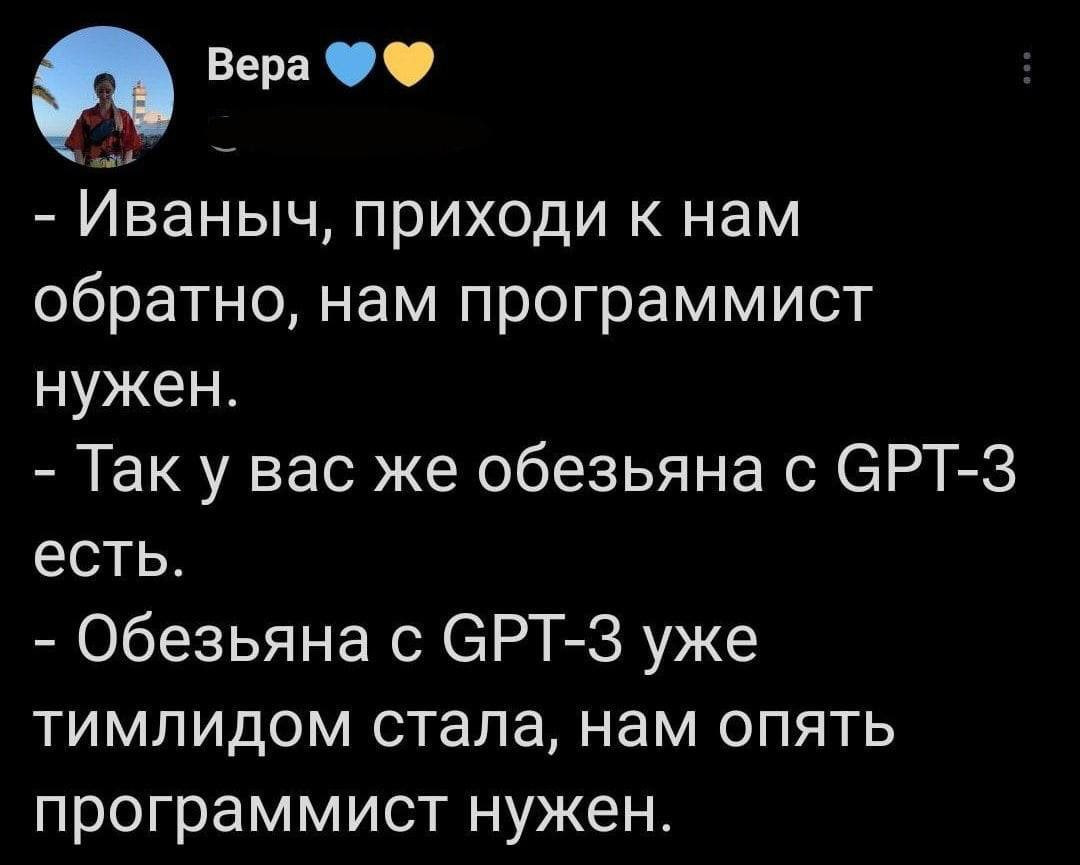 Вера 💙💛
- Иваныч, приходи к нам
обратно, нам программист
нужен.
- Так у вас же обезьяна с GPT-3
есть.
- Обезьяна с GPT-3 уже
тимлидом стала, нам опять
программист нужен.